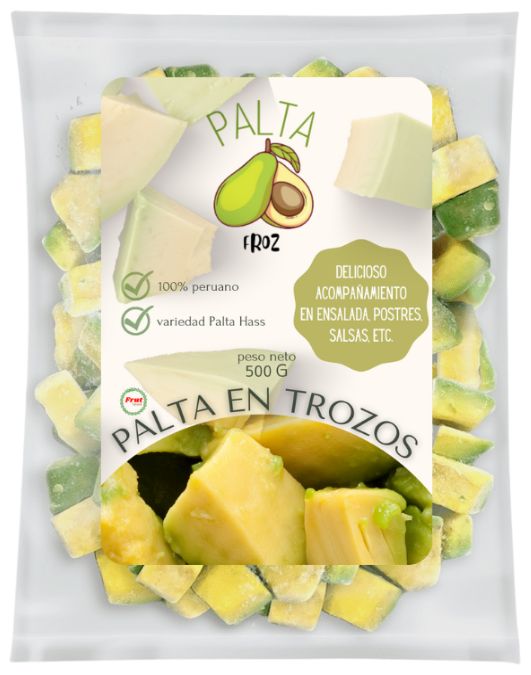 PALTA
FROZ
100% peruano
variedad Palta Hass
DELICIOSO
ACOMPAÑAMIENTO
EN ENSALADA, POSTRES,
SALSAS, ETC.
peso neto
500 G
Frut
PALTA EN TROZOS